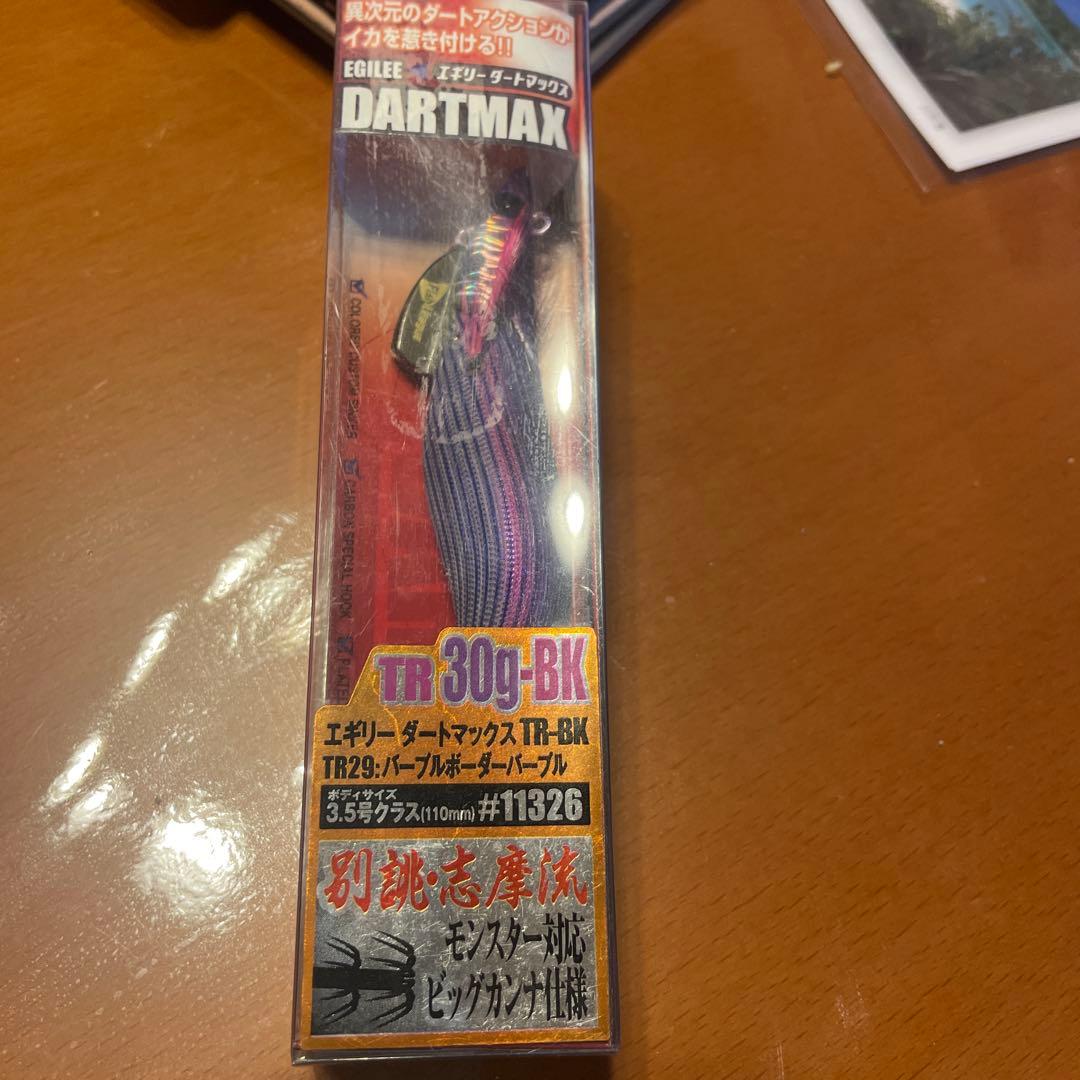 異次元のダートアクションが
イカを惹き付ける!!
EGILEE エギリー ダートマックス
DARTMAX
CARBON SPECIAL HOOK
TR 30g-BK
エギリー ダートマックス TR-BK
TR29:パープルボーダーパープル
ボディサイズ
3.5号クラス(110mm) #11326
別誂・志摩流
モンスター対応
ビッグカンナ仕様